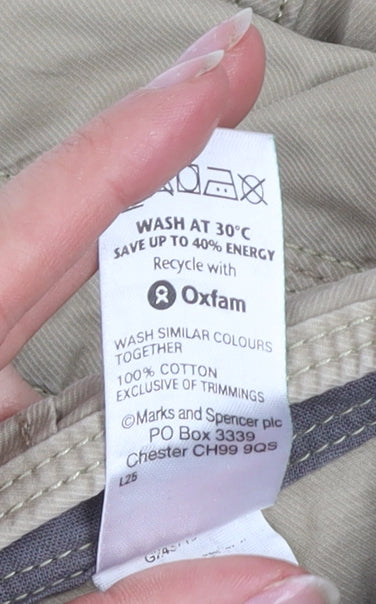 WASH AT 30°C
SAVE UP TO 40% ENERGY
Recycle with
Oxfam
WASH SIMILAR COLOURS
TOGETHER
100% COTTON
EXCLUSIVE OF TRIMMINGS
©Marks and Spencer plc
PO Box 3339
Chester CH99 9QS
L25